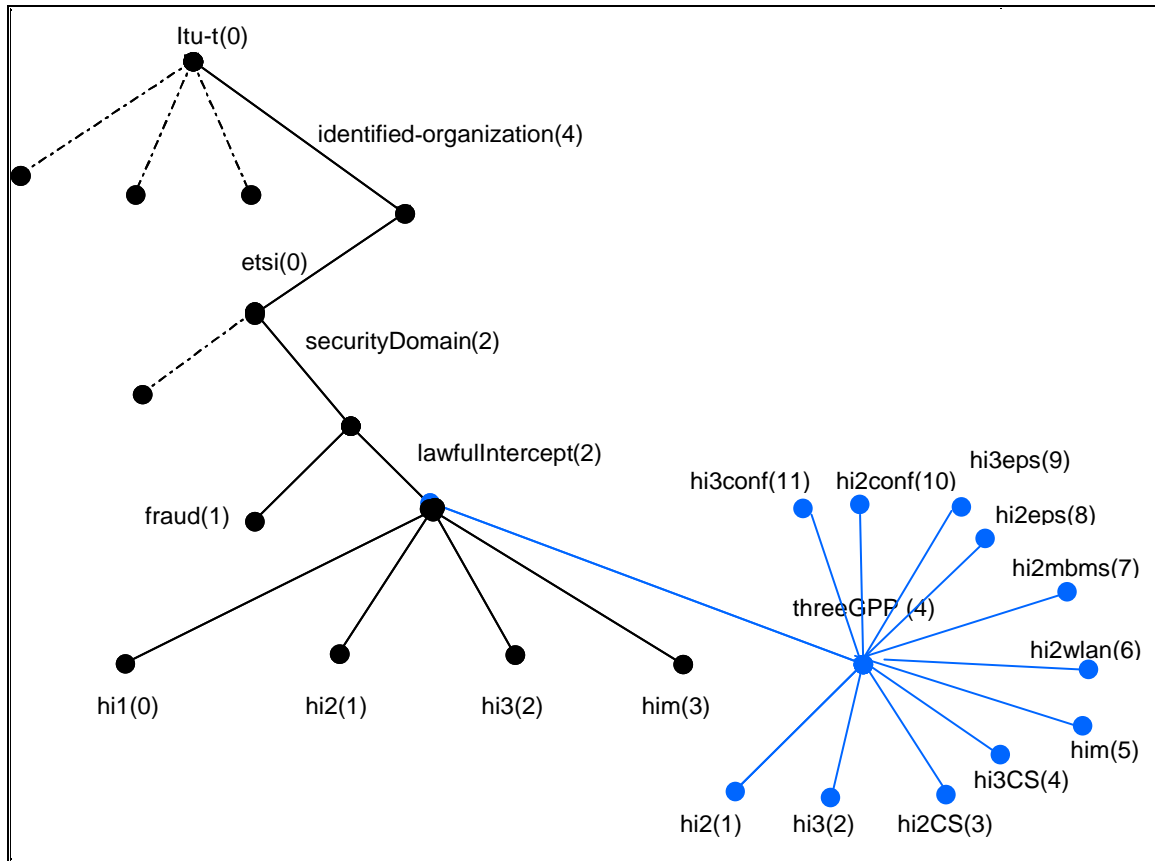 Itu-t(0)
identified-organization(4)
etsi(0)
securityDomain(2)
lawfulIntercept(2)
fraud(1)
hi3eps(9)
hi3conf(11)
hi2conf(10)
hi2eps(8)
hi2mbms(7)
threeGPP (4)
hi2wlan(6)
hi1(0)
hi2(1)
hi3(2)
him(3)
him(5)
hi3CS(4)
hi2(1)
hi3(2)
hi2CS(3)